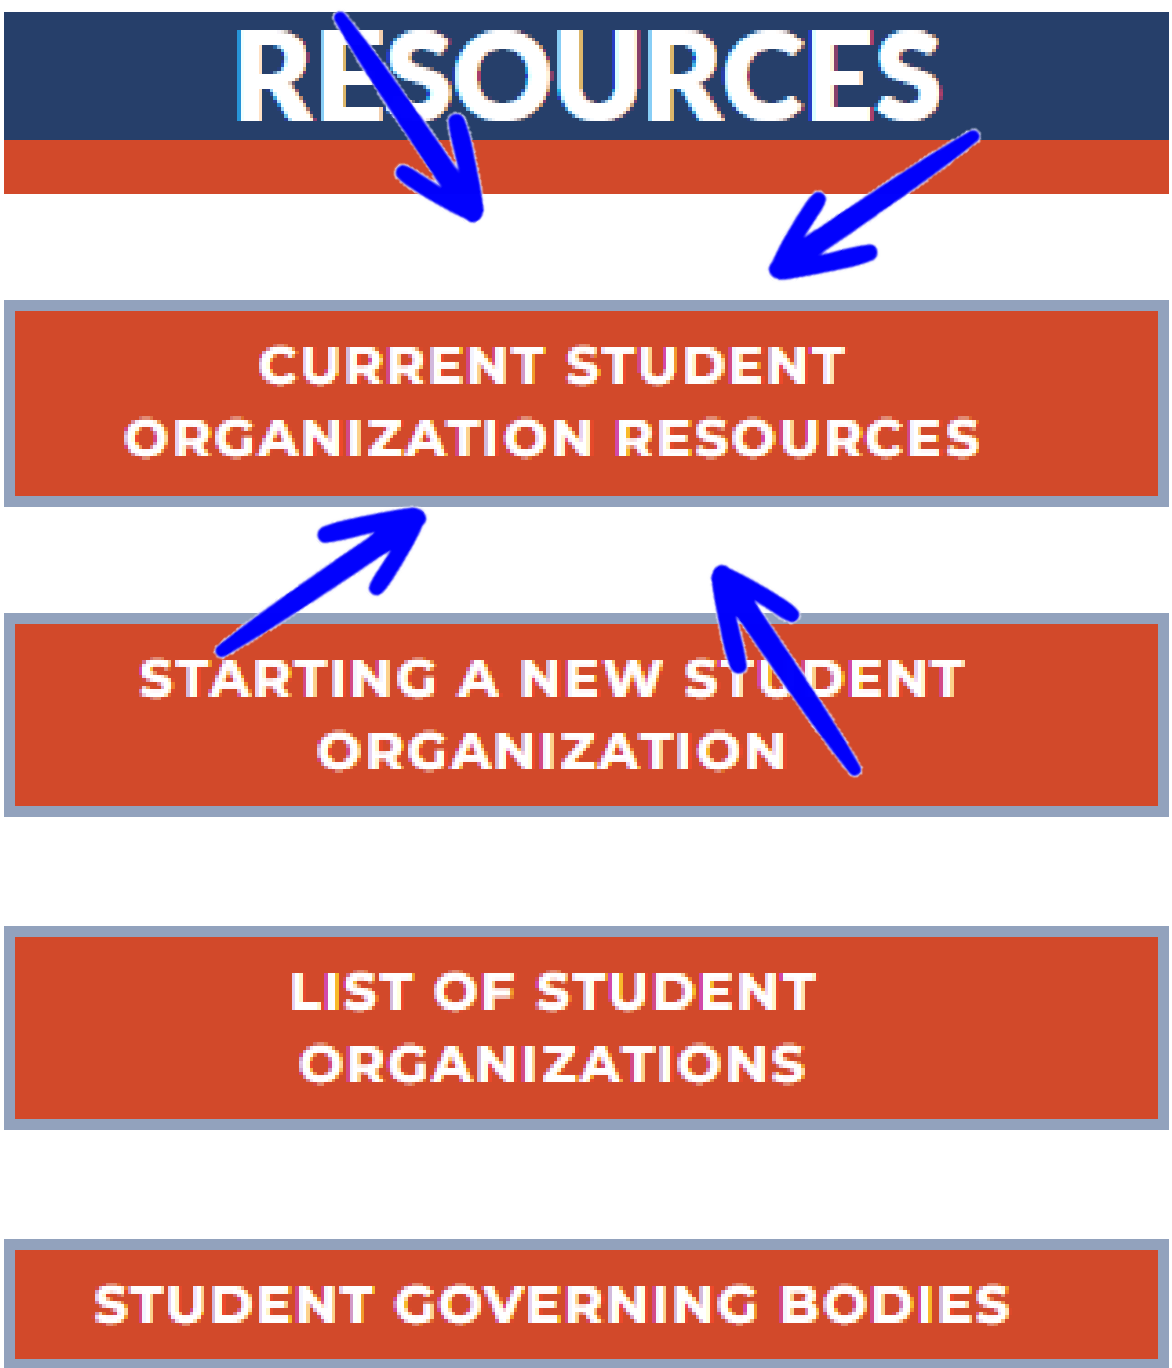 RESOURCES
CURRENT STUDENT
ORGANIZATION RESOURCES
STARTING A NEW STUDENT
ORGANIZATION
LIST OF STUDENT
ORGANIZATIONS
STUDENT GOVERNING BODIES